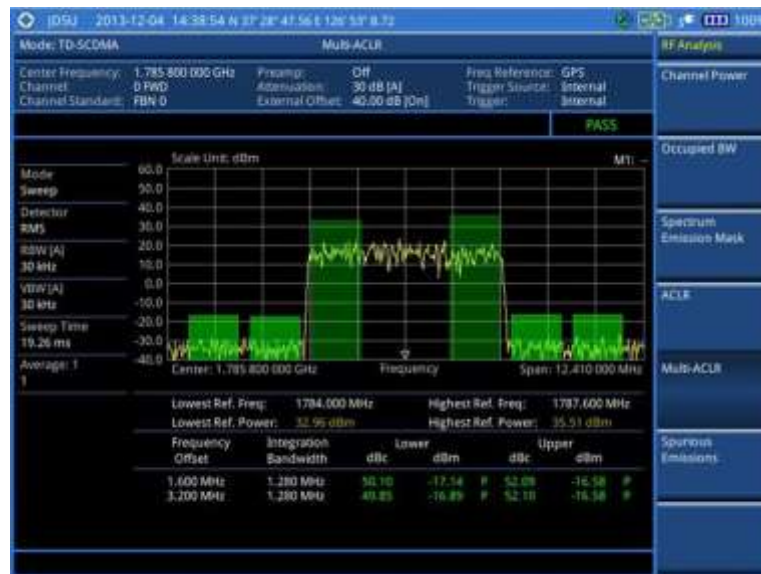 JDSU 2013-12-04 14:38:54 N 37° 28' 47.56 E 126° 53' 8.72 100%
Mode: TD-SCDMA Multi-ACLR RF Analysis
Center Frequency: 1.785 800 000 GHz Preamp: Off Freq Reference: GPS
Channel: 0 FWD Attenuation: 30 dB [A] Trigger Source: Internal
Channel Standard: FBN 0 External Offset: 40.00 dB [On] Trigger: Internal
Channel Power
PASS
Occupied BW
Scale Unit: dBm M1: --
Mode
Sweep
Detector
RMS
RBW [A]
30 kHz
VBW [A]
30 kHz
Sweep Time
19.26 ms
Average: 1
1
60.0
50.0
40.0
30.0
20.0
10.0
0.0
-10.0
-20.0
-30.0
-40.0
Center: 1.785 800 000 GHz Frequency Span: 12.410 000 MHz
Spectrum
Emission Mask
ACLR
Multi-ACLR
Lowest Ref. Freq: 1784.000 MHz Highest Ref. Freq: 1787.600 MHz
Lowest Ref. Power: 32.96 dBm Highest Ref. Power: 35.51 dBm
Frequency Integration Lower Upper
Offset Bandwidth dBc dBm dBc dBm
1.600 MHz 1.280 MHz 50.10 -17.14 P 52.09 -16.58 P
3.200 MHz 1.280 MHz 49.85 -16.89 P 52.10 -16.58 P
Spurious
Emissions